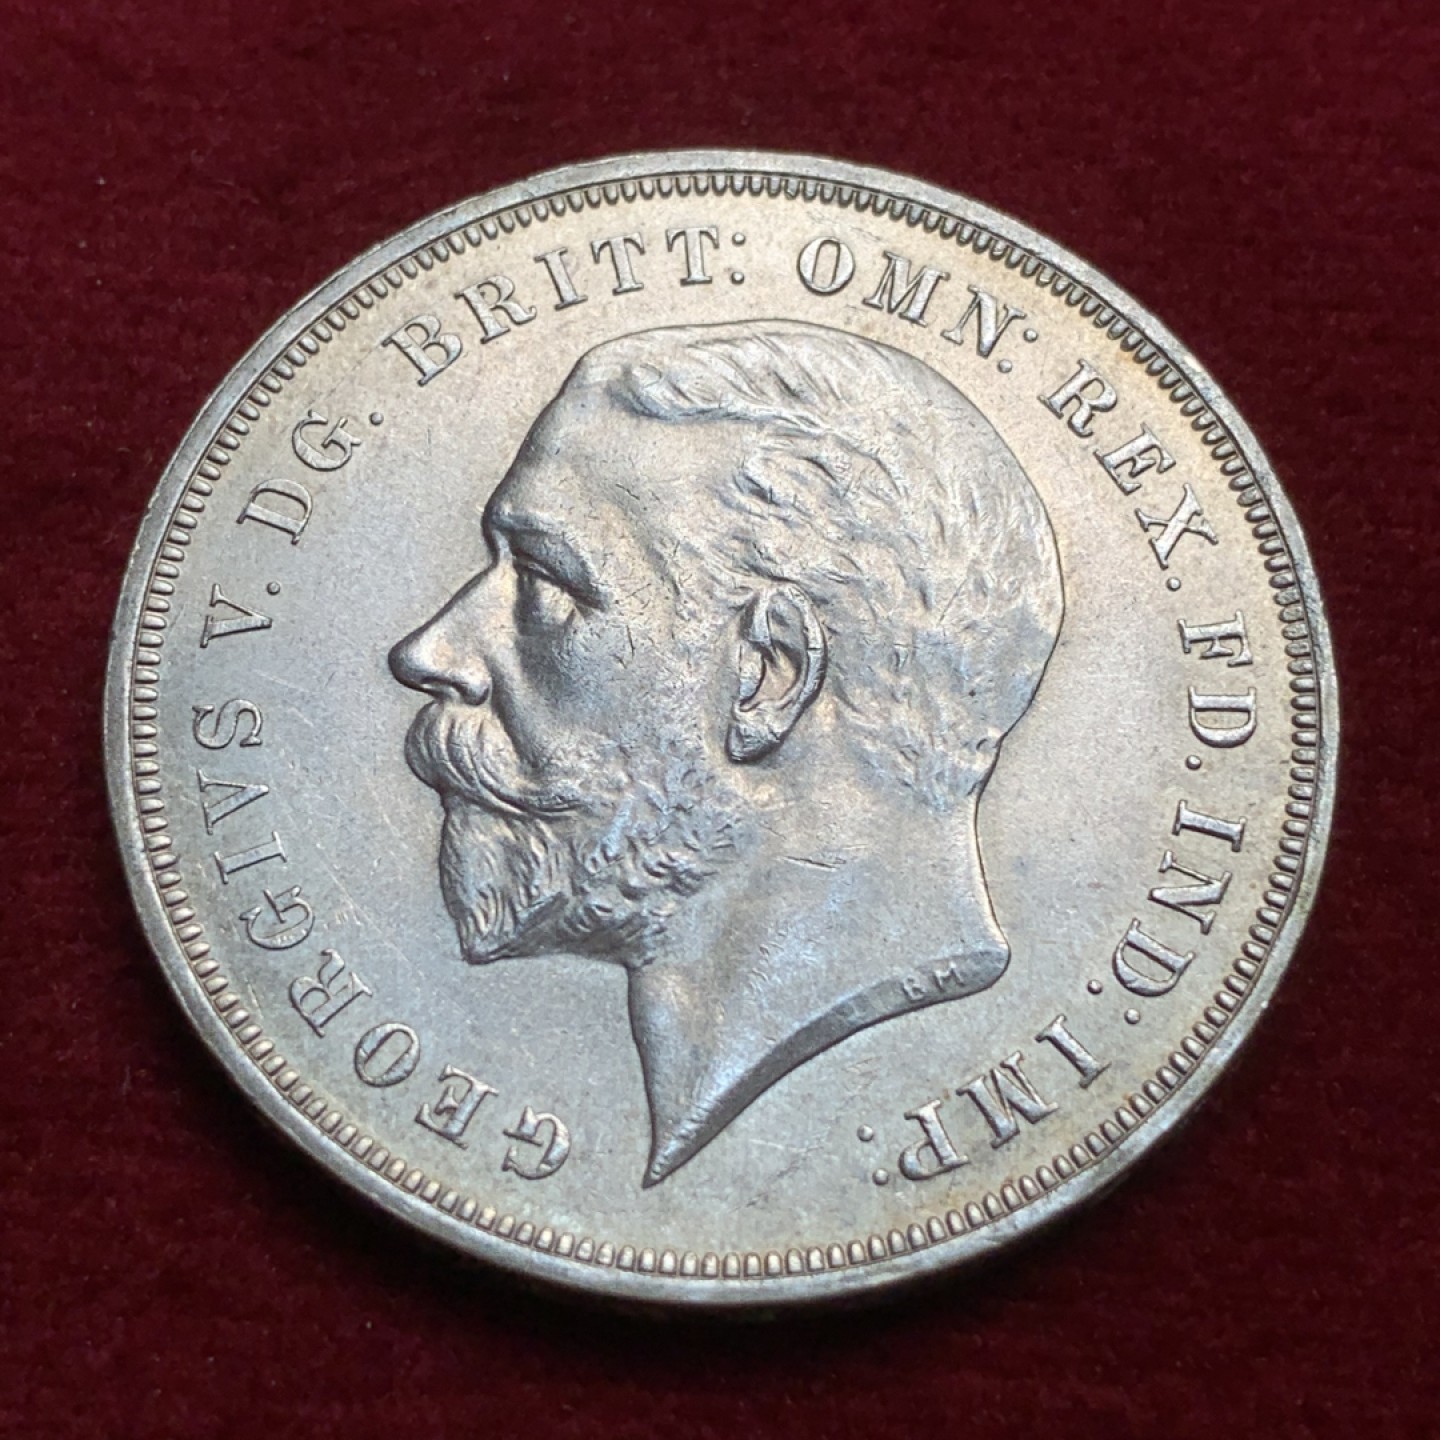 GEORGIVS V. DG. BRITT: OMN: REX. FD. IND: IMP:
BM